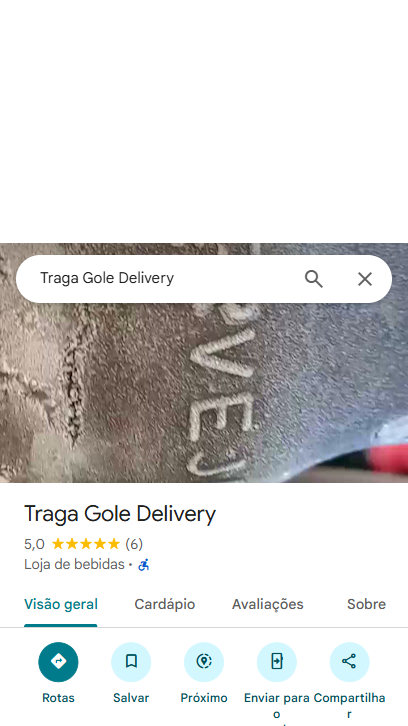 Traga Gole Delivery
RVEJ
Traga Gole Delivery
5,0 (6)
Loja de bebidas ·
Visão geral Cardápio Avaliações Sobre
Rotas Salvar Próximo Enviar para o Compartilhar